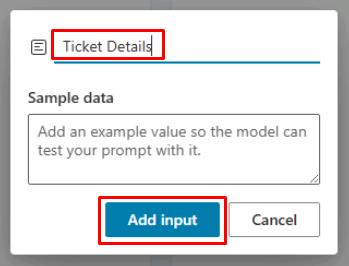 Ticket Details
Sample data
Add an example value so the model can
test your prompt with it.
Add input
Cancel